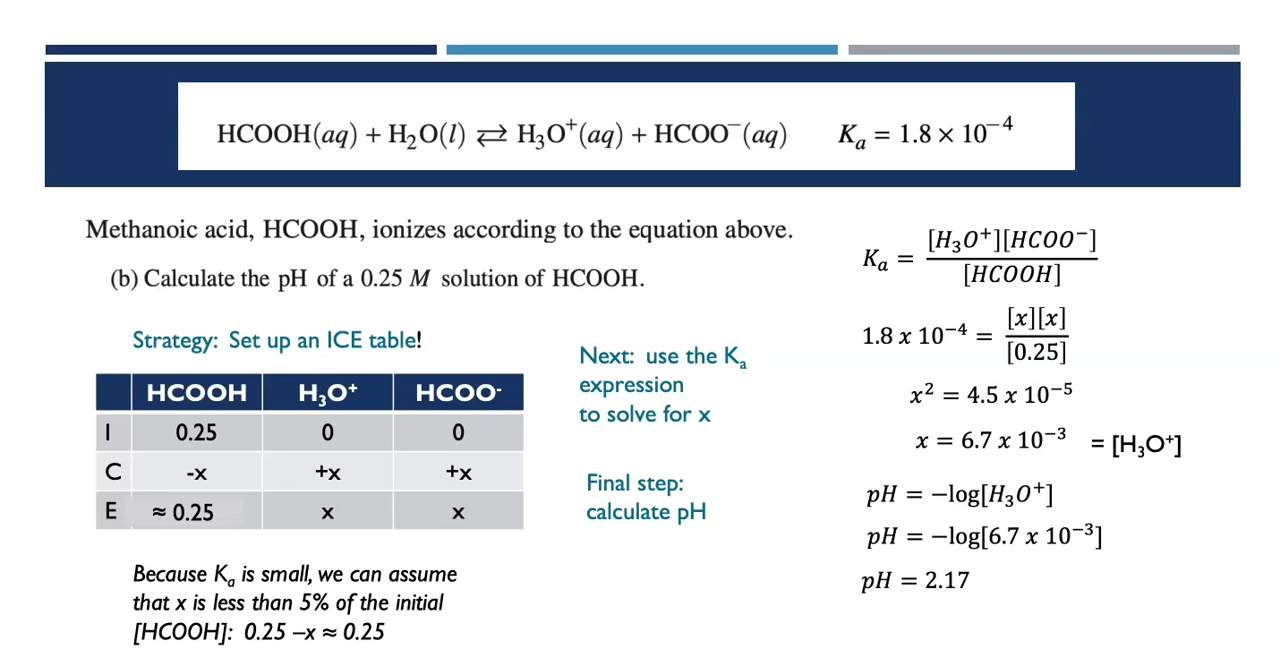 HCOOH(aq) + H₂O(l) ⇄ H₃O⁺(aq) + HCOO⁻(aq) Kₐ = 1.8 × 10⁻⁴
Methanoic acid, HCOOH, ionizes according to the equation above.
(b) Calculate the pH of a 0.25 M solution of HCOOH.
Strategy: Set up an ICE table!
HCOOH H₃O⁺ HCOO⁻
I 0.25 0 0
C -x +x +x
E ≈ 0.25 x x
Because Kₐ is small, we can assume
that x is less than 5% of the initial
[HCOOH]: 0.25 –x ≈ 0.25
Next: use the Kₐ
expression
to solve for x
Final step:
calculate pH
Kₐ = [H₃O⁺][HCOO⁻] / [HCOOH]
1.8 x 10⁻⁴ = [x][x] / [0.25]
x² = 4.5 x 10⁻⁵
x = 6.7 x 10⁻³ = [H₃O⁺]
pH = −log[H₃O⁺]
pH = −log[6.7 x 10⁻³]
pH = 2.17